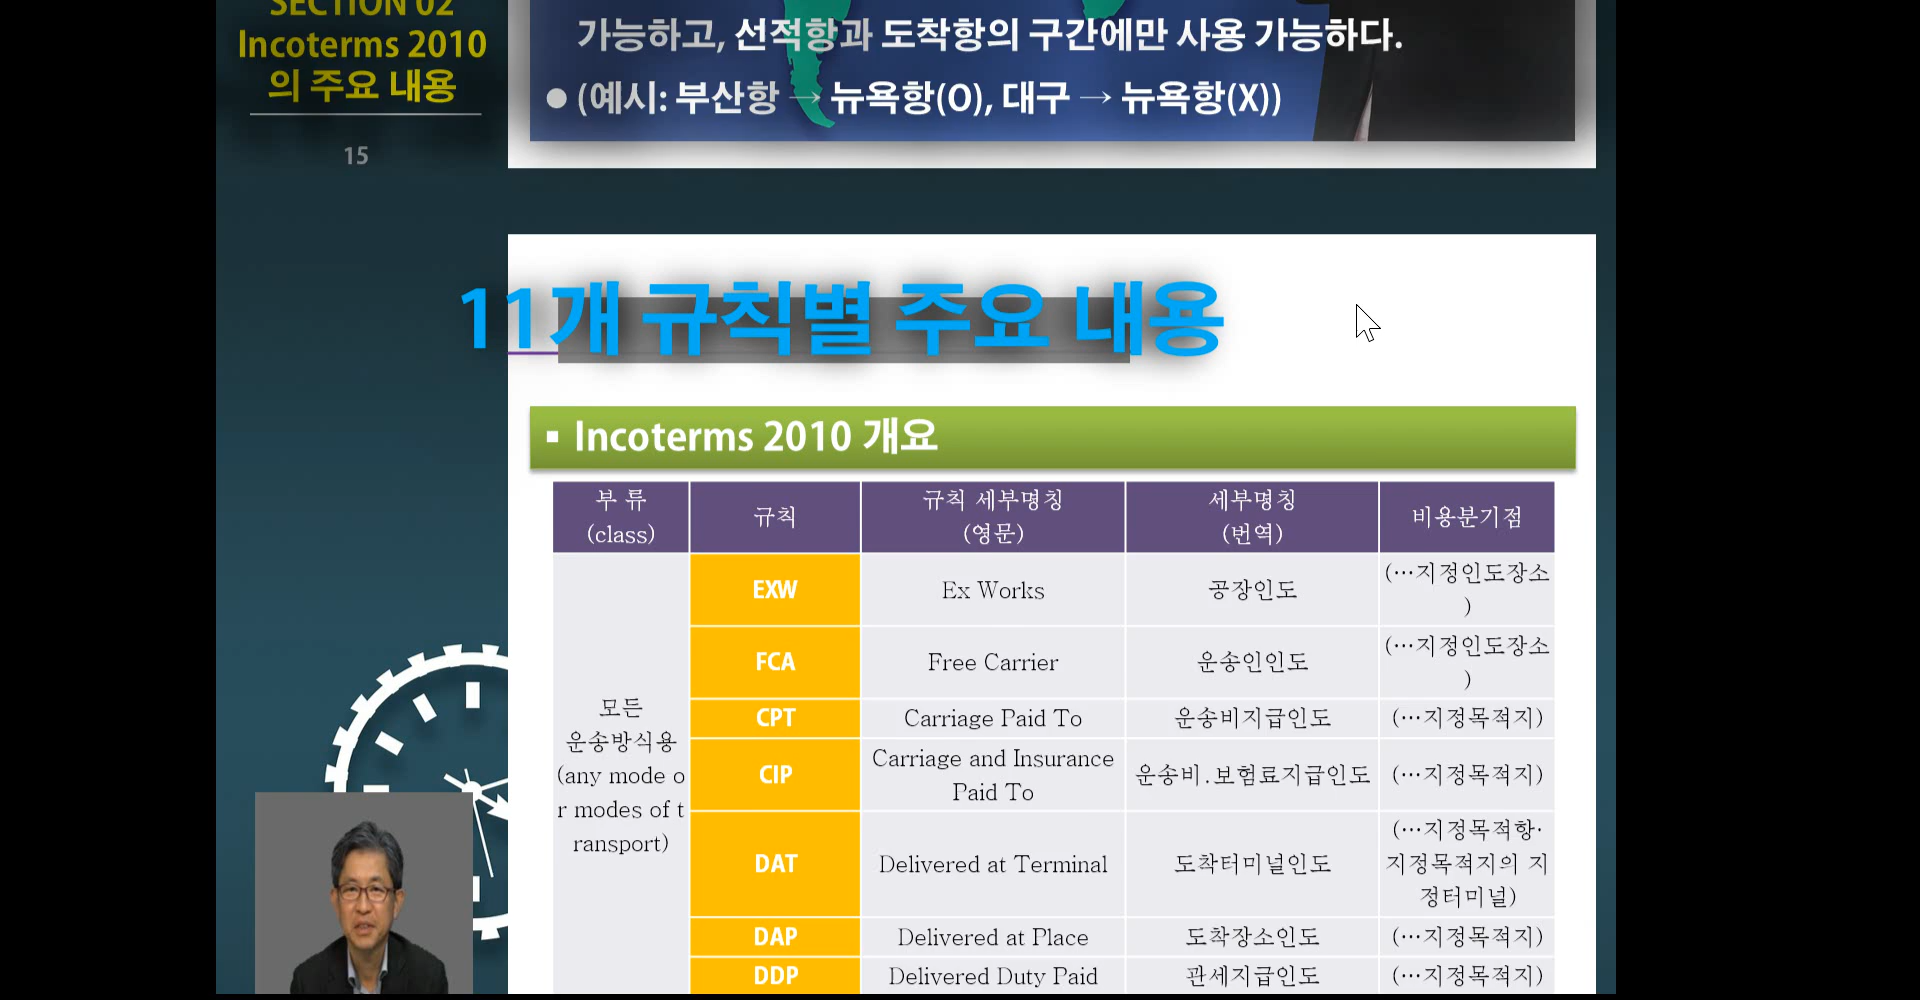 SECTION 02
Incoterms 2010
의 주요 내용
15
가능하고, 선적항과 도착항의 구간에만 사용 가능하다.
● (예시: 부산항 → 뉴욕항(O), 대구 → 뉴욕항(X))
11개 규칙별 주요 내용
▪ Incoterms 2010 개요
부 류
(class)
규칙
규칙 세부명칭
(영문)
세부명칭
(번역)
비용분기점
모든
운송방식용
(any mode o
r modes of t
ransport)
EXW
Ex Works
공장인도
(…지정인도장소
)
FCA
Free Carrier
운송인인도
(…지정인도장소
)
CPT
Carriage Paid To
운송비지급인도
(…지정목적지)
CIP
Carriage and Insurance
Paid To
운송비.보험료지급인도
(…지정목적지)
DAT
Delivered at Terminal
도착터미널인도
(…지정목적항·
지정목적지의 지
정터미널)
DAP
Delivered at Place
도착장소인도
(…지정목적지)
DDP
Delivered Duty Paid
관세지급인도
(…지정목적지)